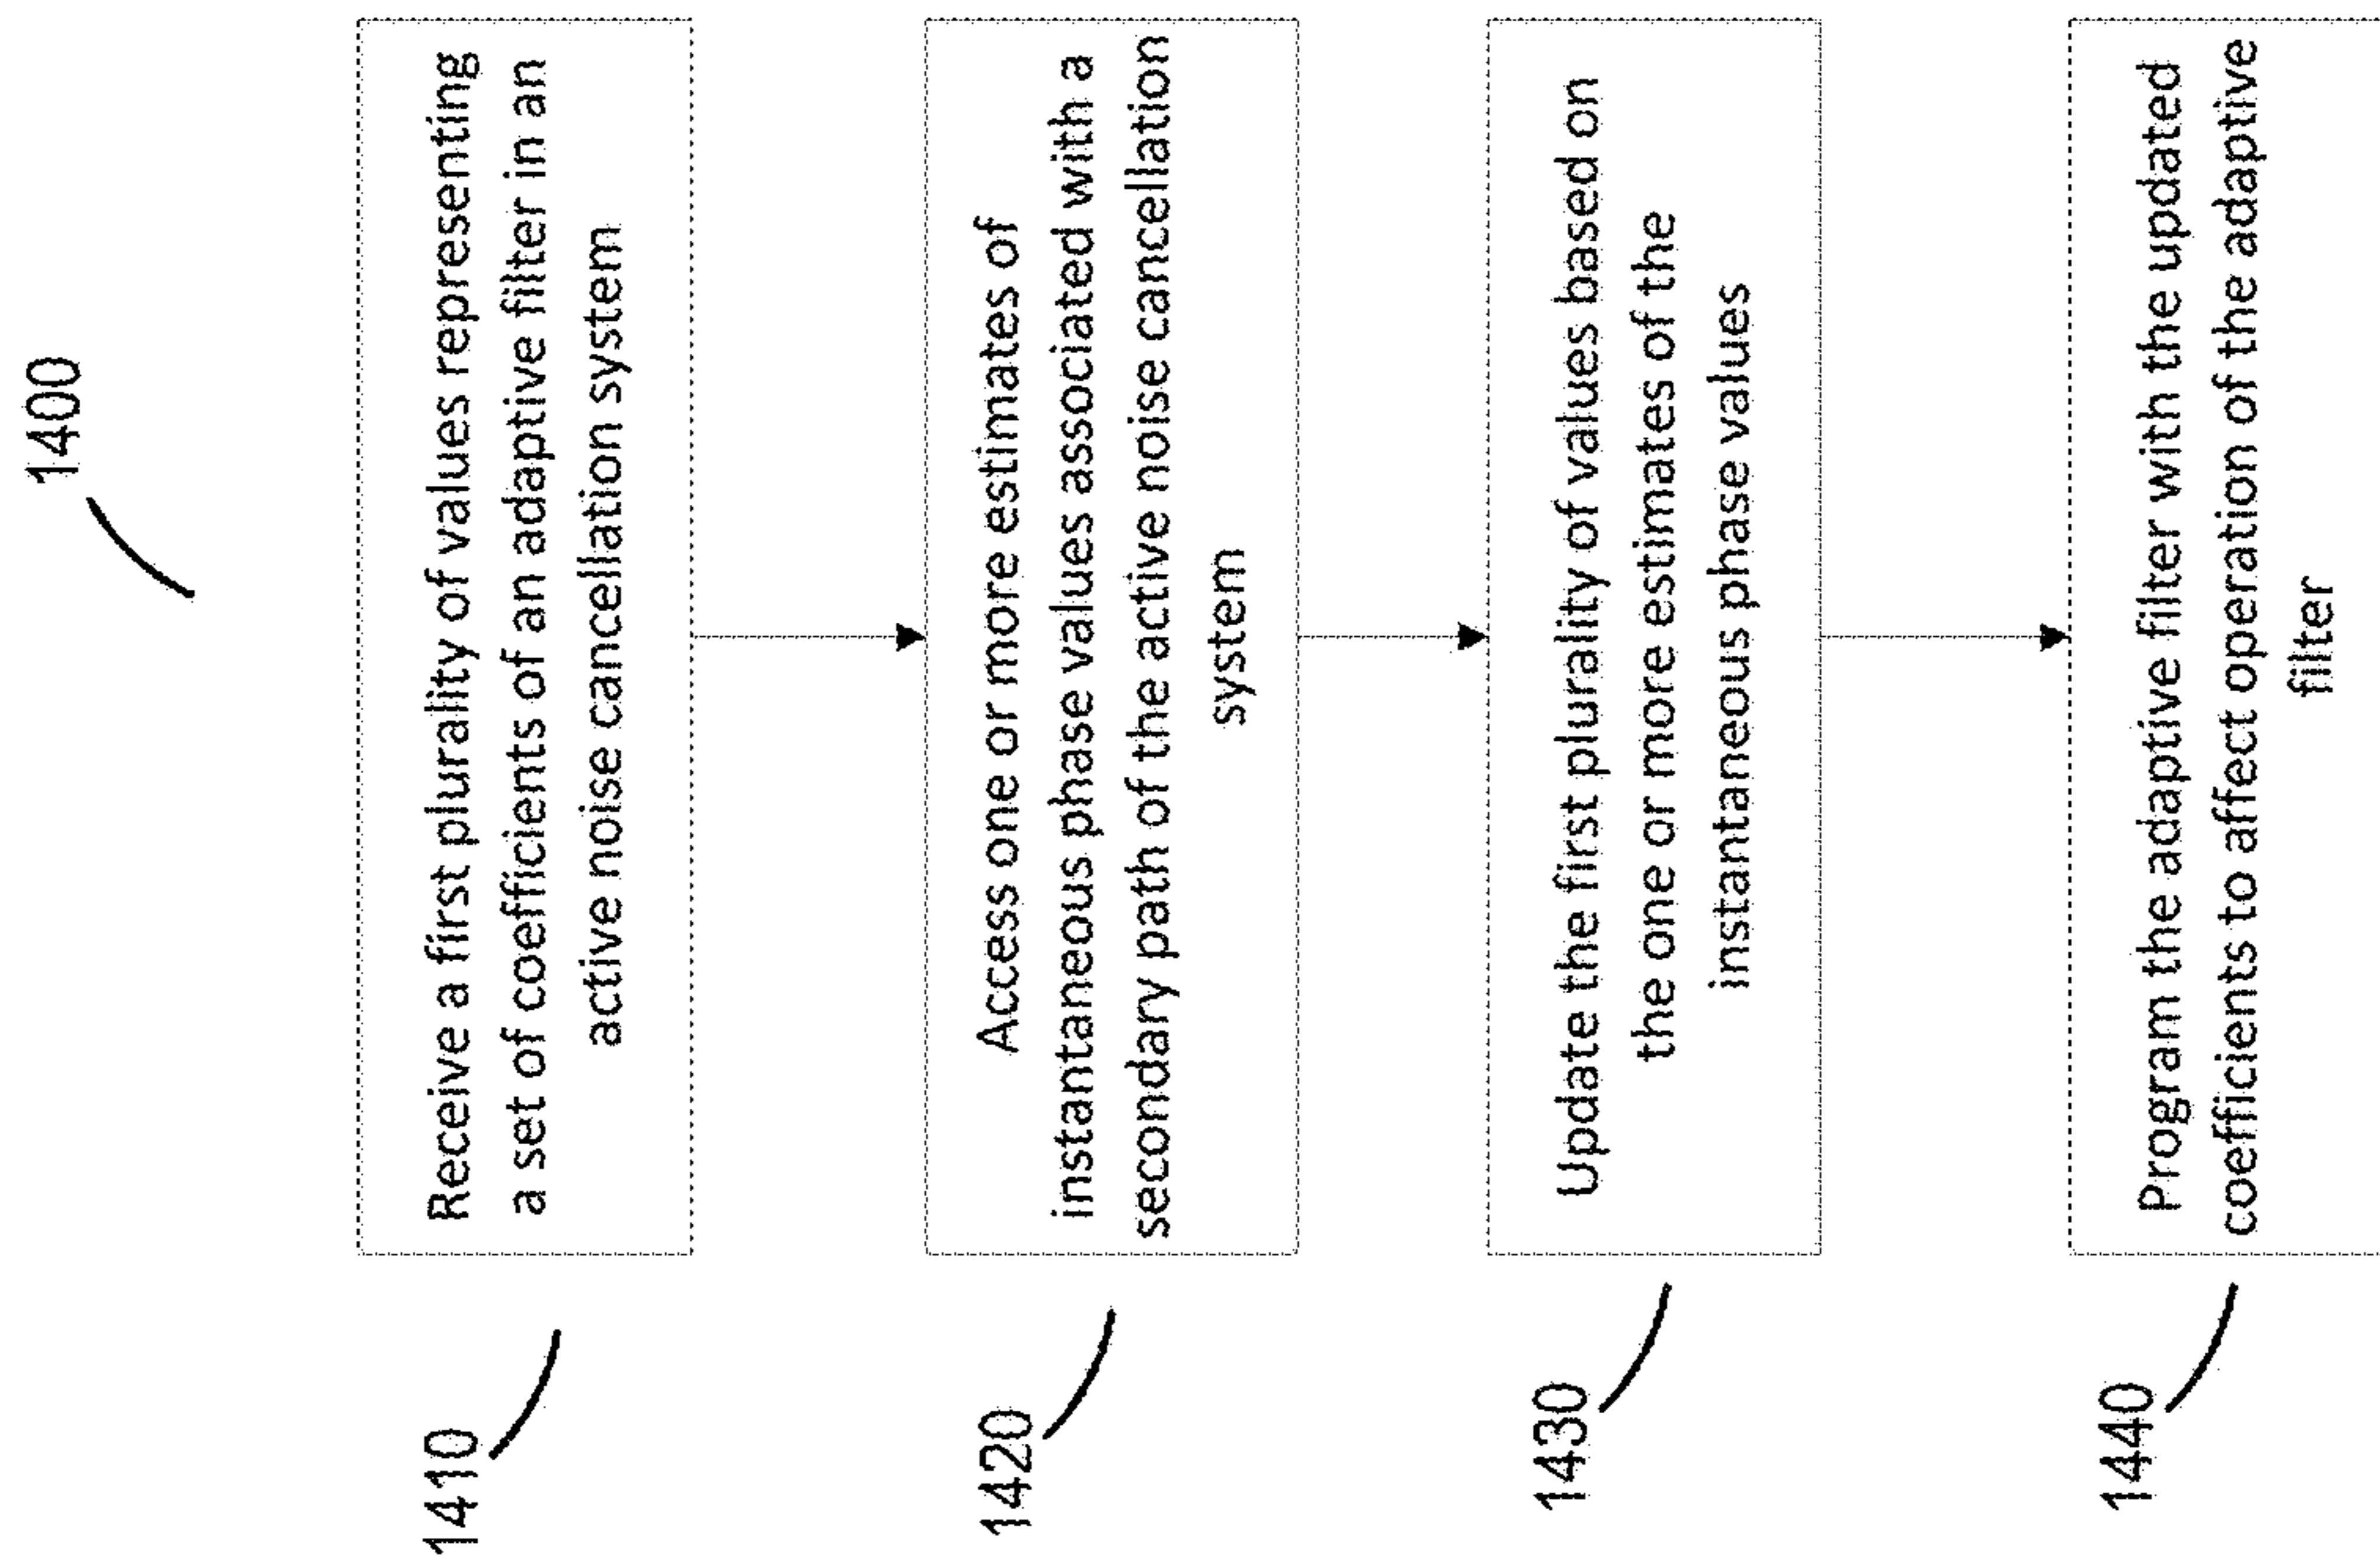 1400
1410
Receive a first plurality of values representing
a set of coefficients of an adaptive filter in an
active noise cancellation system
1420
Access one or more estimates of
instantaneous phase values associated with a
secondary path of the active noise cancellation
system
1430
Update the first plurality of values based on
the one or more estimates of the
instantaneous phase values
1440
Program the adaptive filter with the updated
coefficients to affect operation of the adaptive
filter